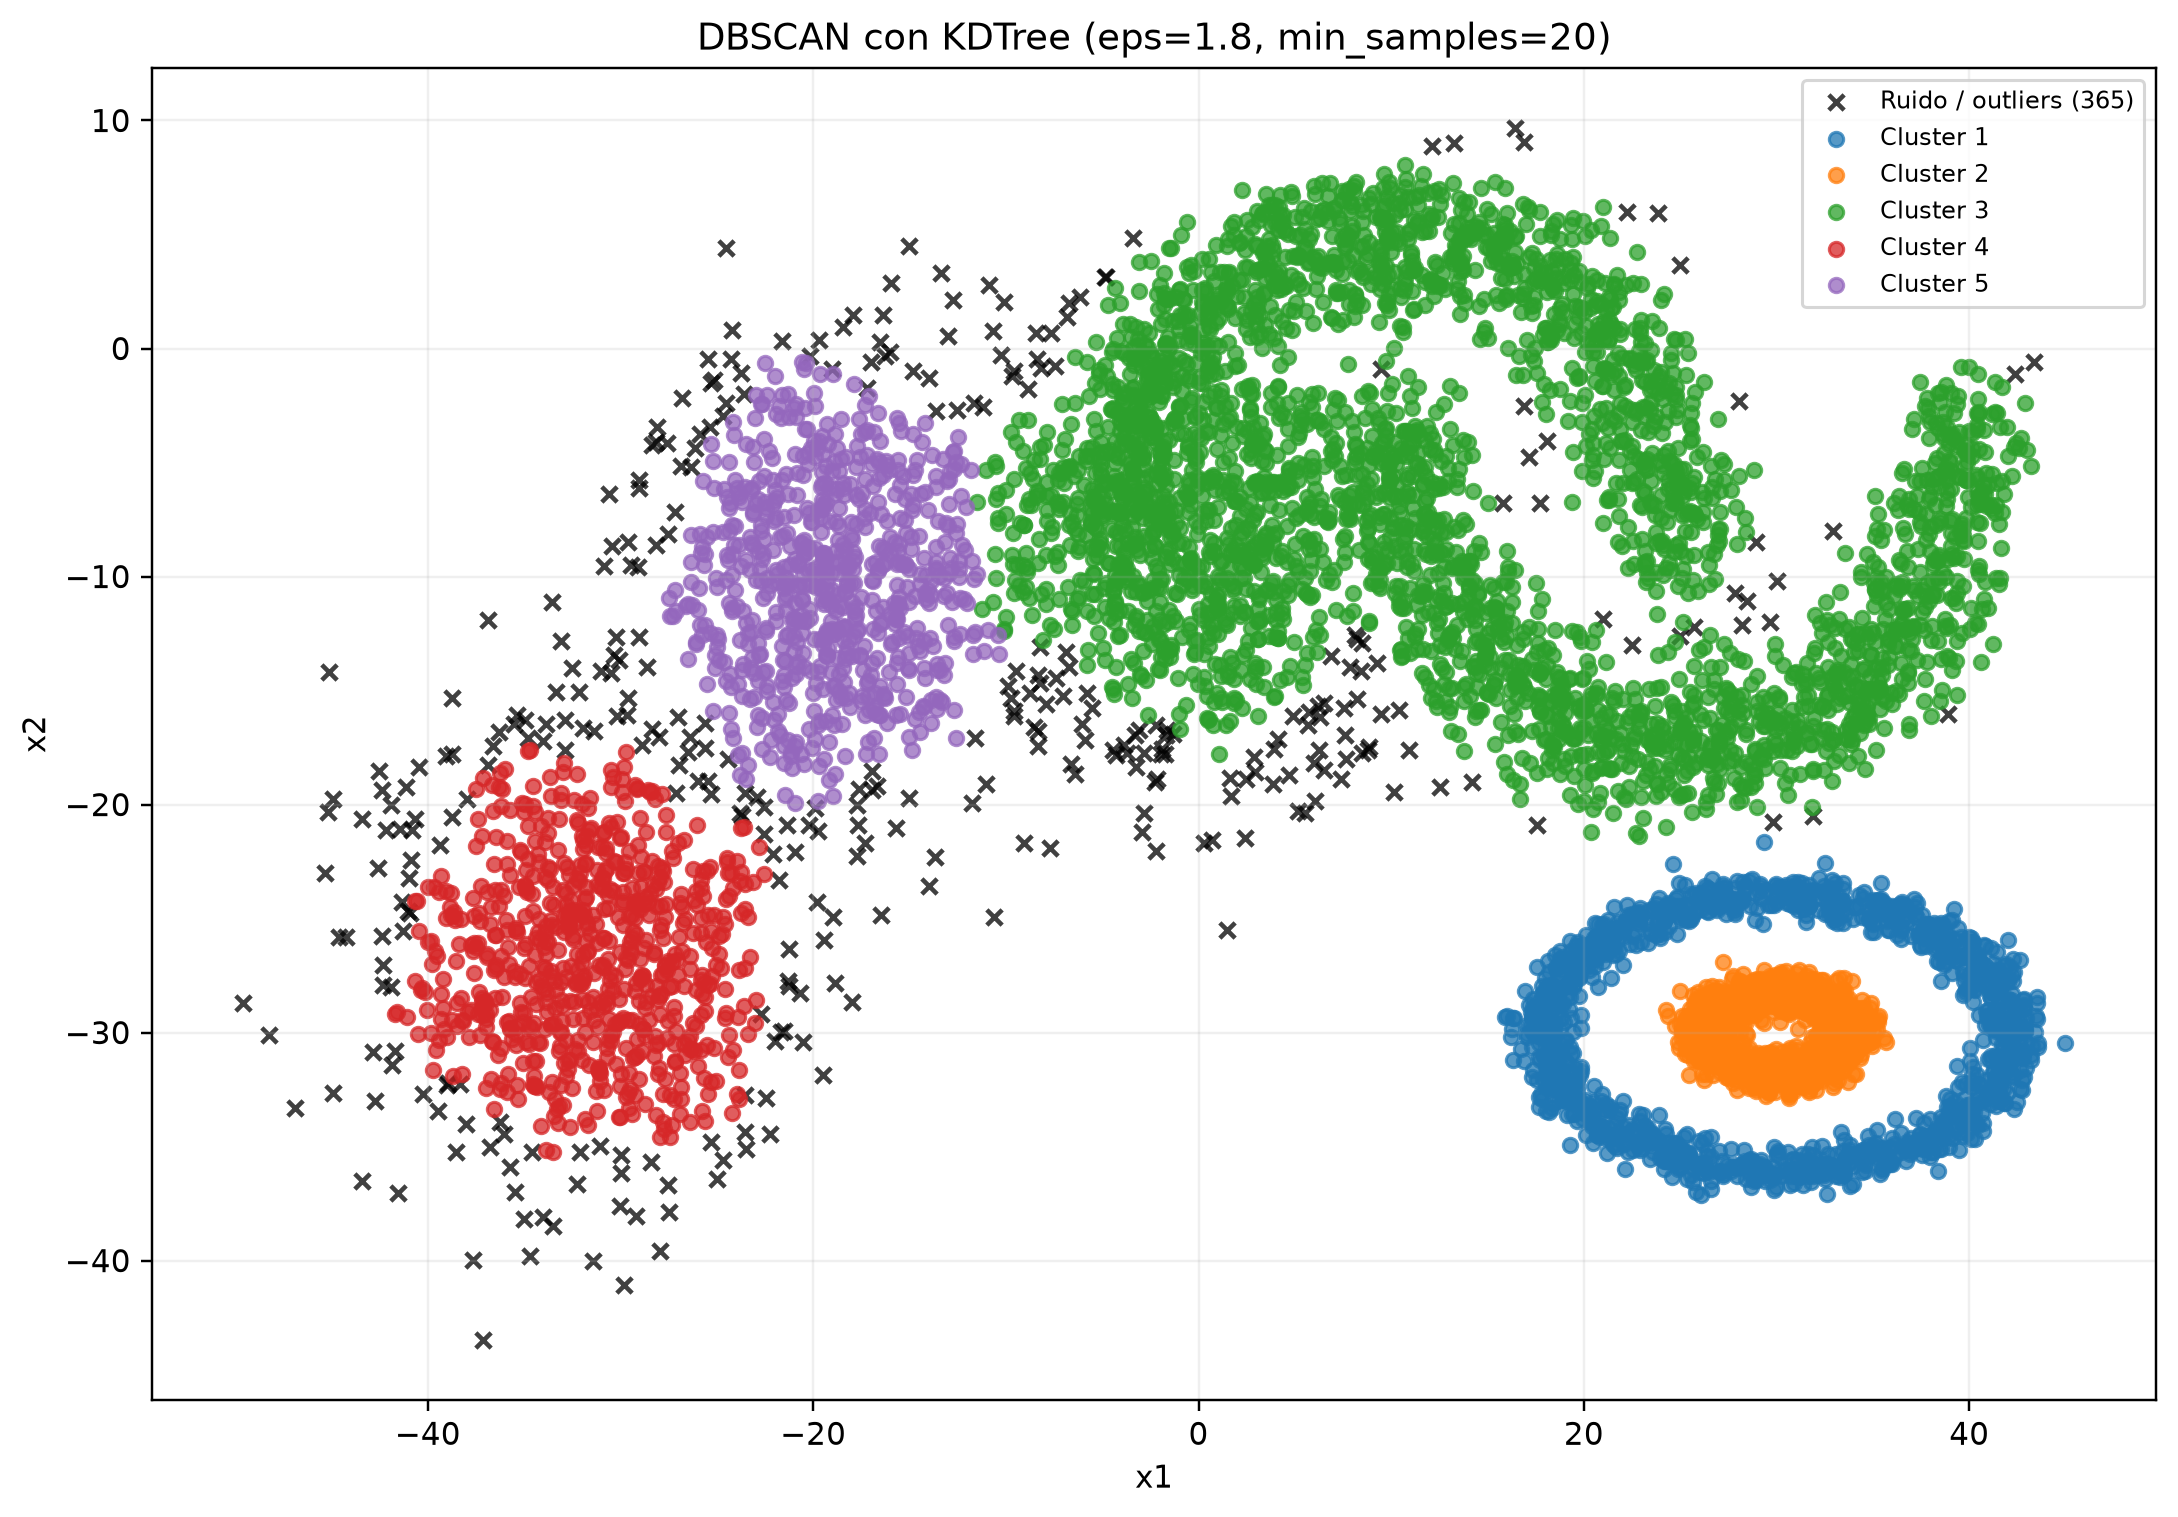 DBSCAN con KDTree (eps=1.8, min_samples=20)
Ruido / outliers (365)
Cluster 1
Cluster 2
Cluster 3
Cluster 4
Cluster 5
10
0
−10
−20
−30
−40
x2
−40
−20
0
20
40
x1